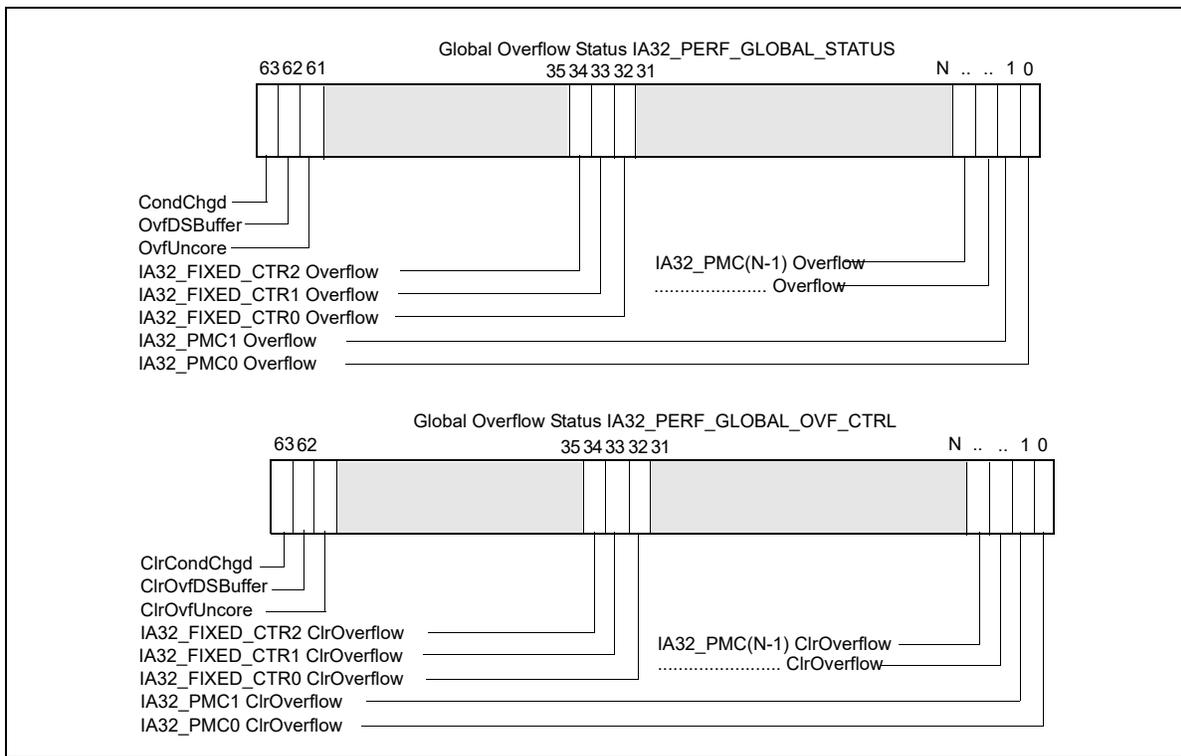 Global Overflow Status IA32_PERF_GLOBAL_STATUS
63 62 61 35 34 33 32 31 N .. .. 1 0
CondChgd
OvfDSBuffer
OvfUncore
IA32_FIXED_CTR2 Overflow
IA32_PMC(N-1) Overflow
IA32_FIXED_CTR1 Overflow
...................... Overflow
IA32_FIXED_CTR0 Overflow
IA32_PMC1 Overflow
IA32_PMC0 Overflow
Global Overflow Status IA32_PERF_GLOBAL_OVF_CTRL
63 62 35 34 33 32 31 N .. .. 1 0
ClrCondChgd
ClrOvfDSBuffer
ClrOvfUncore
IA32_FIXED_CTR2 ClrOverflow
IA32_PMC(N-1) ClrOverflow
IA32_FIXED_CTR1 ClrOverflow
........................ ClrOverflow
IA32_FIXED_CTR0 ClrOverflow
IA32_PMC1 ClrOverflow
IA32_PMC0 ClrOverflow